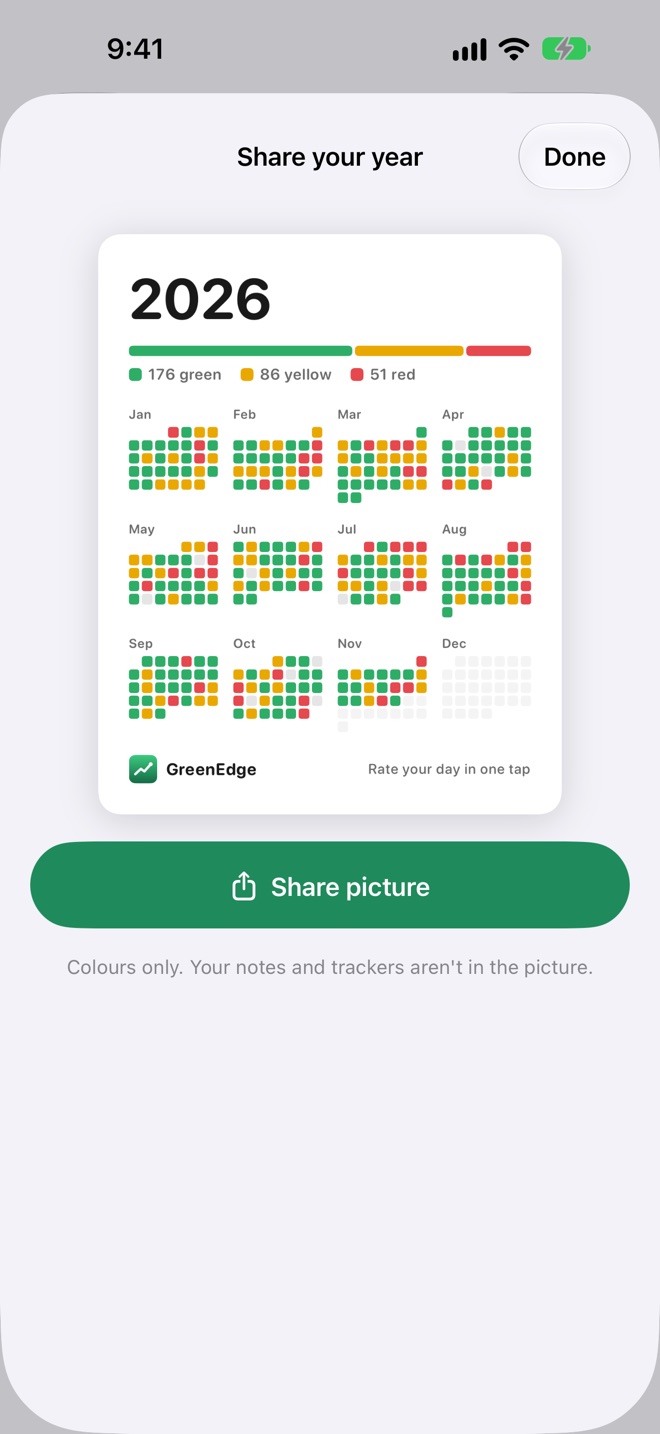 9:41
Share your year
Done
2026
176 green 86 yellow 51 red
Jan Feb Mar Apr
May Jun Jul Aug
Sep Oct Nov Dec
GreenEdge
Rate your day in one tap
Share picture
Colours only. Your notes and trackers aren't in the picture.